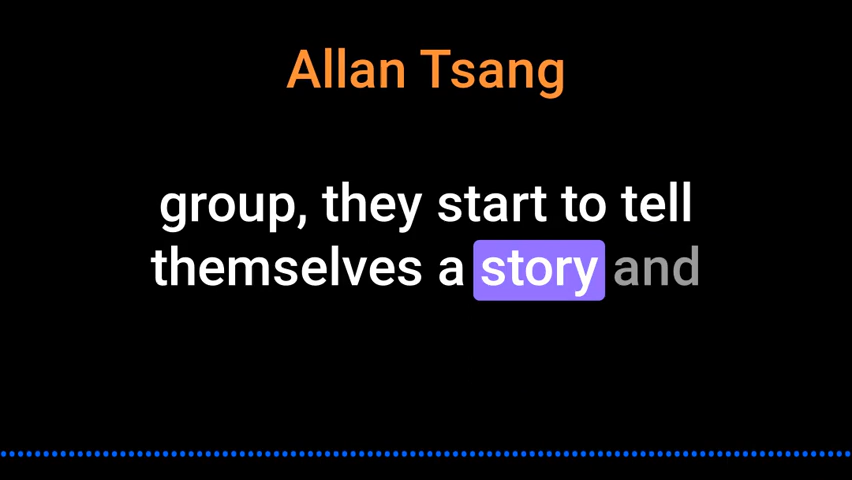 Allan Tsang
group, they start to tell
themselves a story and